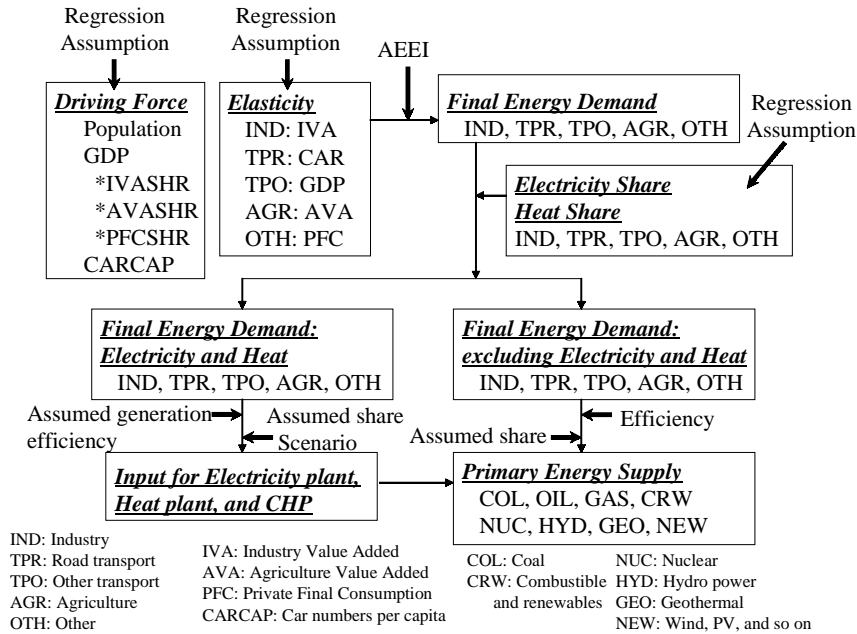 Regression
Assumption
Regression
Assumption
AEEI
Driving Force
Population
GDP
*IVASHR
*AVASHR
*PFCSHR
CARCAP
Elasticity
IND: IVA
TPR: CAR
TPO: GDP
AGR: AVA
OTH: PFC
Final Energy Demand
IND, TPR, TPO, AGR, OTH
Regression
Assumption
Electricity Share
Heat Share
IND, TPR, TPO, AGR, OTH
Final Energy Demand:
Electricity and Heat
IND, TPR, TPO, AGR, OTH
Final Energy Demand:
excluding Electricity and Heat
IND, TPR, TPO, AGR, OTH
Assumed generation
efficiency
Assumed share
Scenario
Assumed share
Efficiency
Input for Electricity plant,
Heat plant, and CHP
Primary Energy Supply
COL, OIL, GAS, CRW
NUC, HYD, GEO, NEW
IND: Industry
TPR: Road transport
TPO: Other transport
AGR: Agriculture
OTH: Other
IVA: Industry Value Added
AVA: Agriculture Value Added
PFC: Private Final Consumption
CARCAP: Car numbers per capita
COL: Coal
CRW: Combustible
and renewables
NUC: Nuclear
HYD: Hydro power
GEO: Geothermal
NEW: Wind, PV, and so on